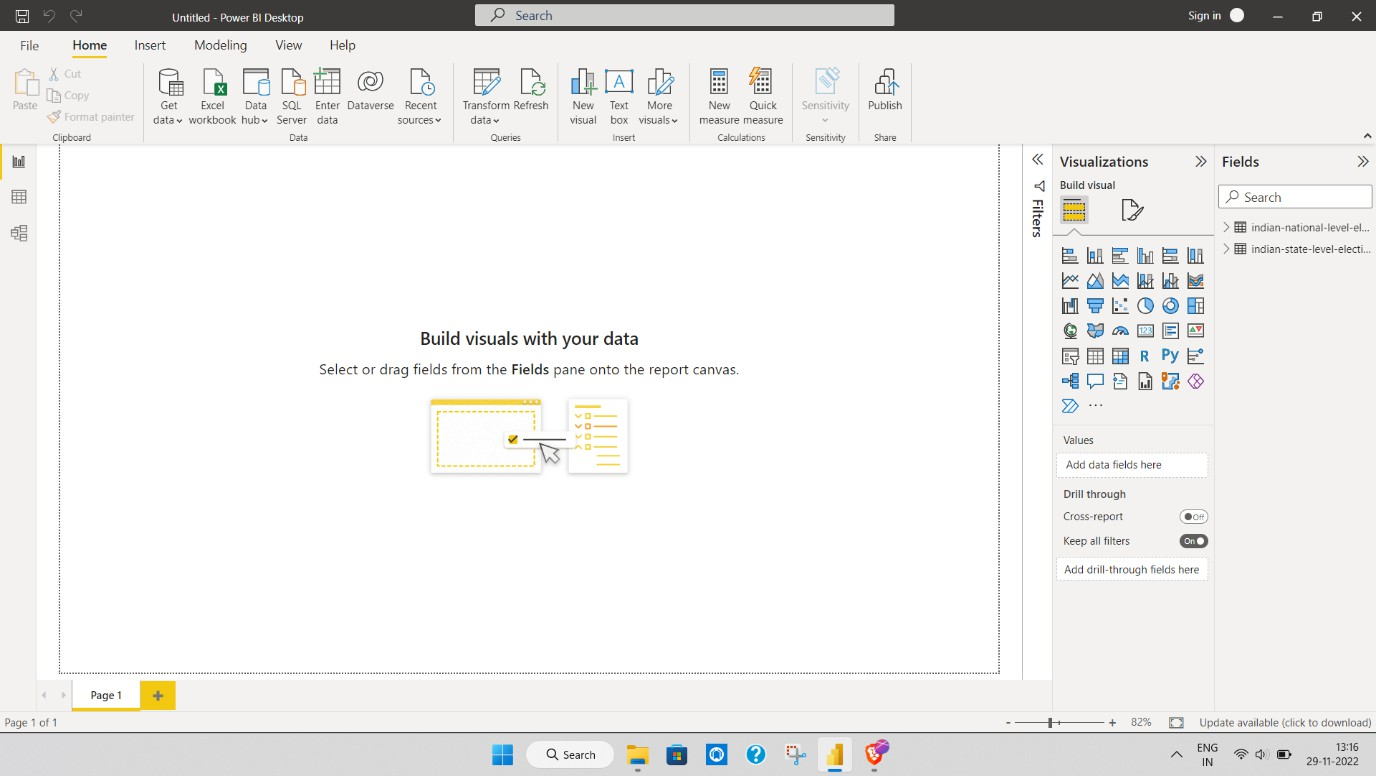 Untitled - Power BI Desktop
Search
Sign in
File Home Insert Modeling View Help
Paste
Cut
Copy
Format painter
Clipboard
Get data
Excel workbook
Data hub
SQL Server
Enter data
Dataverse
Recent sources
Data
Transform data
Refresh
Queries
New visual
Text box
More visuals
Insert
New measure
Quick measure
Calculations
Sensitivity
Sensitivity
Publish
Share
Build visuals with your data
Select or drag fields from the Fields pane onto the report canvas.
Filters
Visualizations
Build visual
123
R
Py
Values
Add data fields here
Drill through
Cross-report
Off
Keep all filters
On
Add drill-through fields here
Fields
Search
indian-national-level-el...
indian-state-level-electi...
Page 1
Page 1 of 1
82%
Update available (click to download)
Search
ENG
IN
13:16
29-11-2022